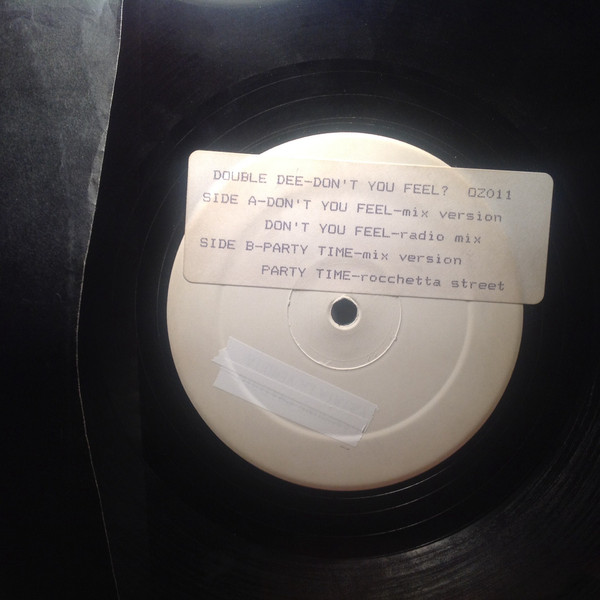 DOUBLE DEE-DON'T YOU FEEL? OZ011
SIDE A-DON'T YOU FEEL-mix version
DON'T YOU FEEL-radio mix
SIDE B-PARTY TIME-mix version
PARTY TIME-rocchetta street